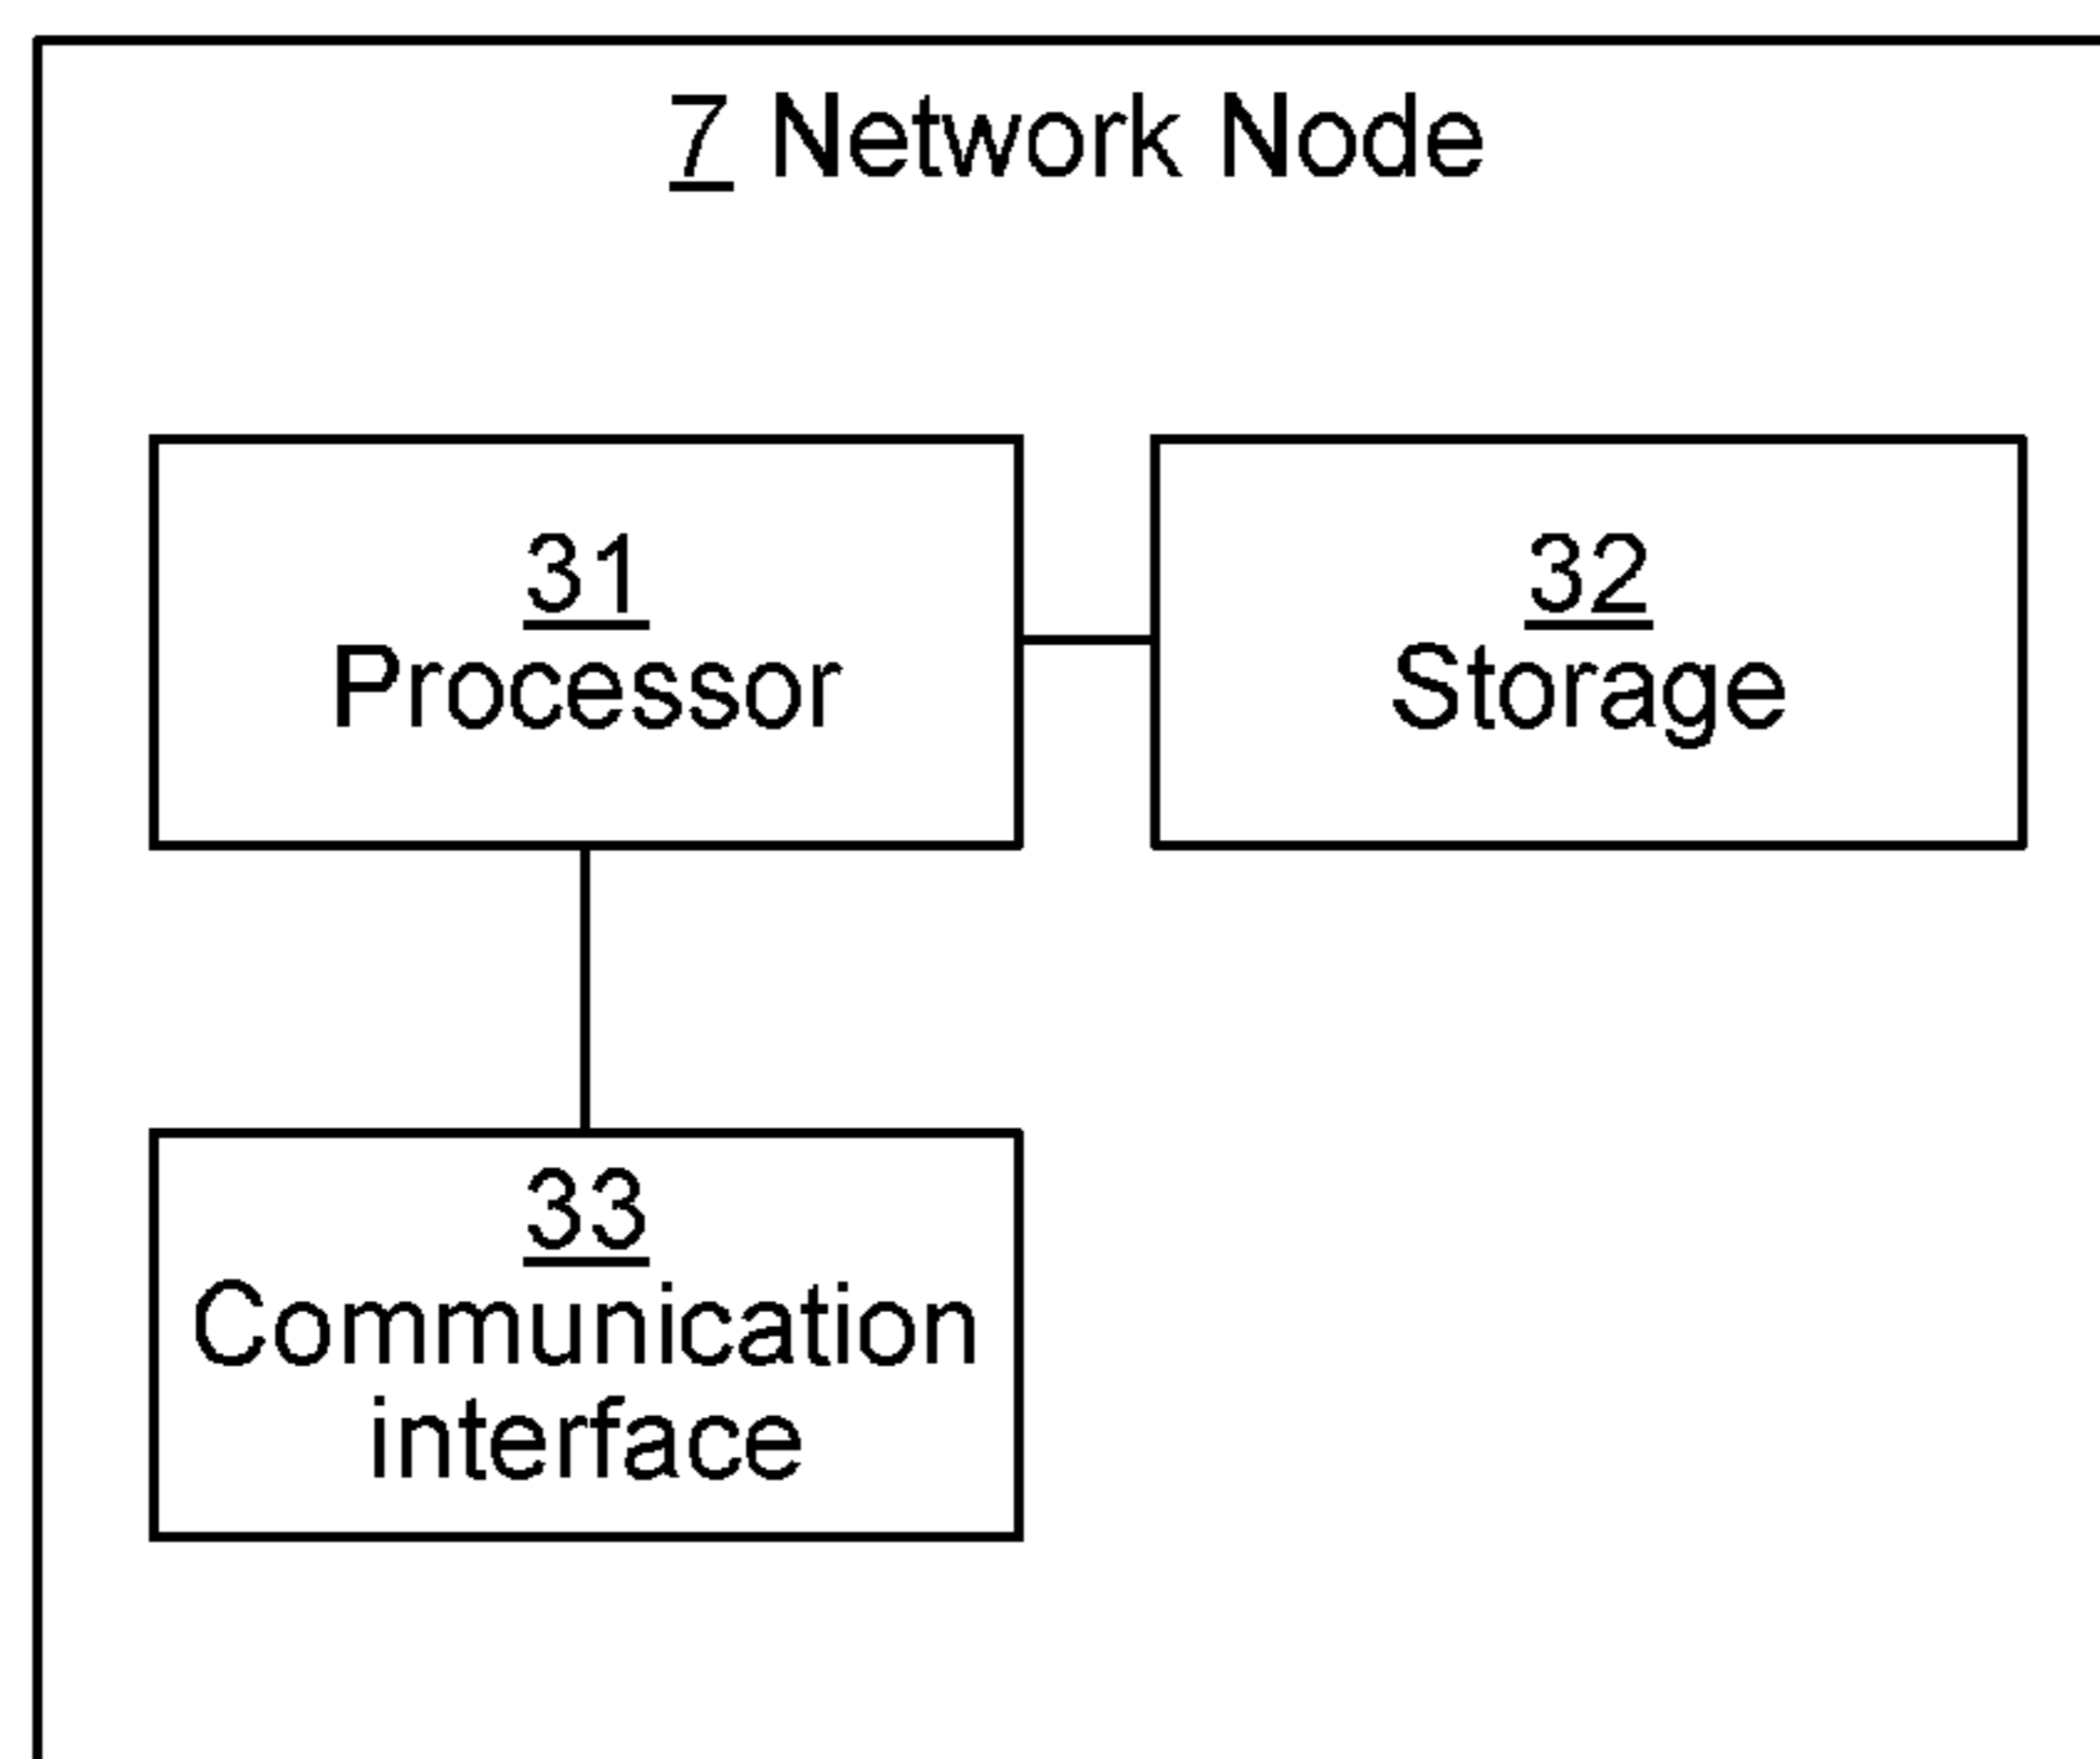 7 Network Node
31
Processor
32
Storage
33
Communication
interface